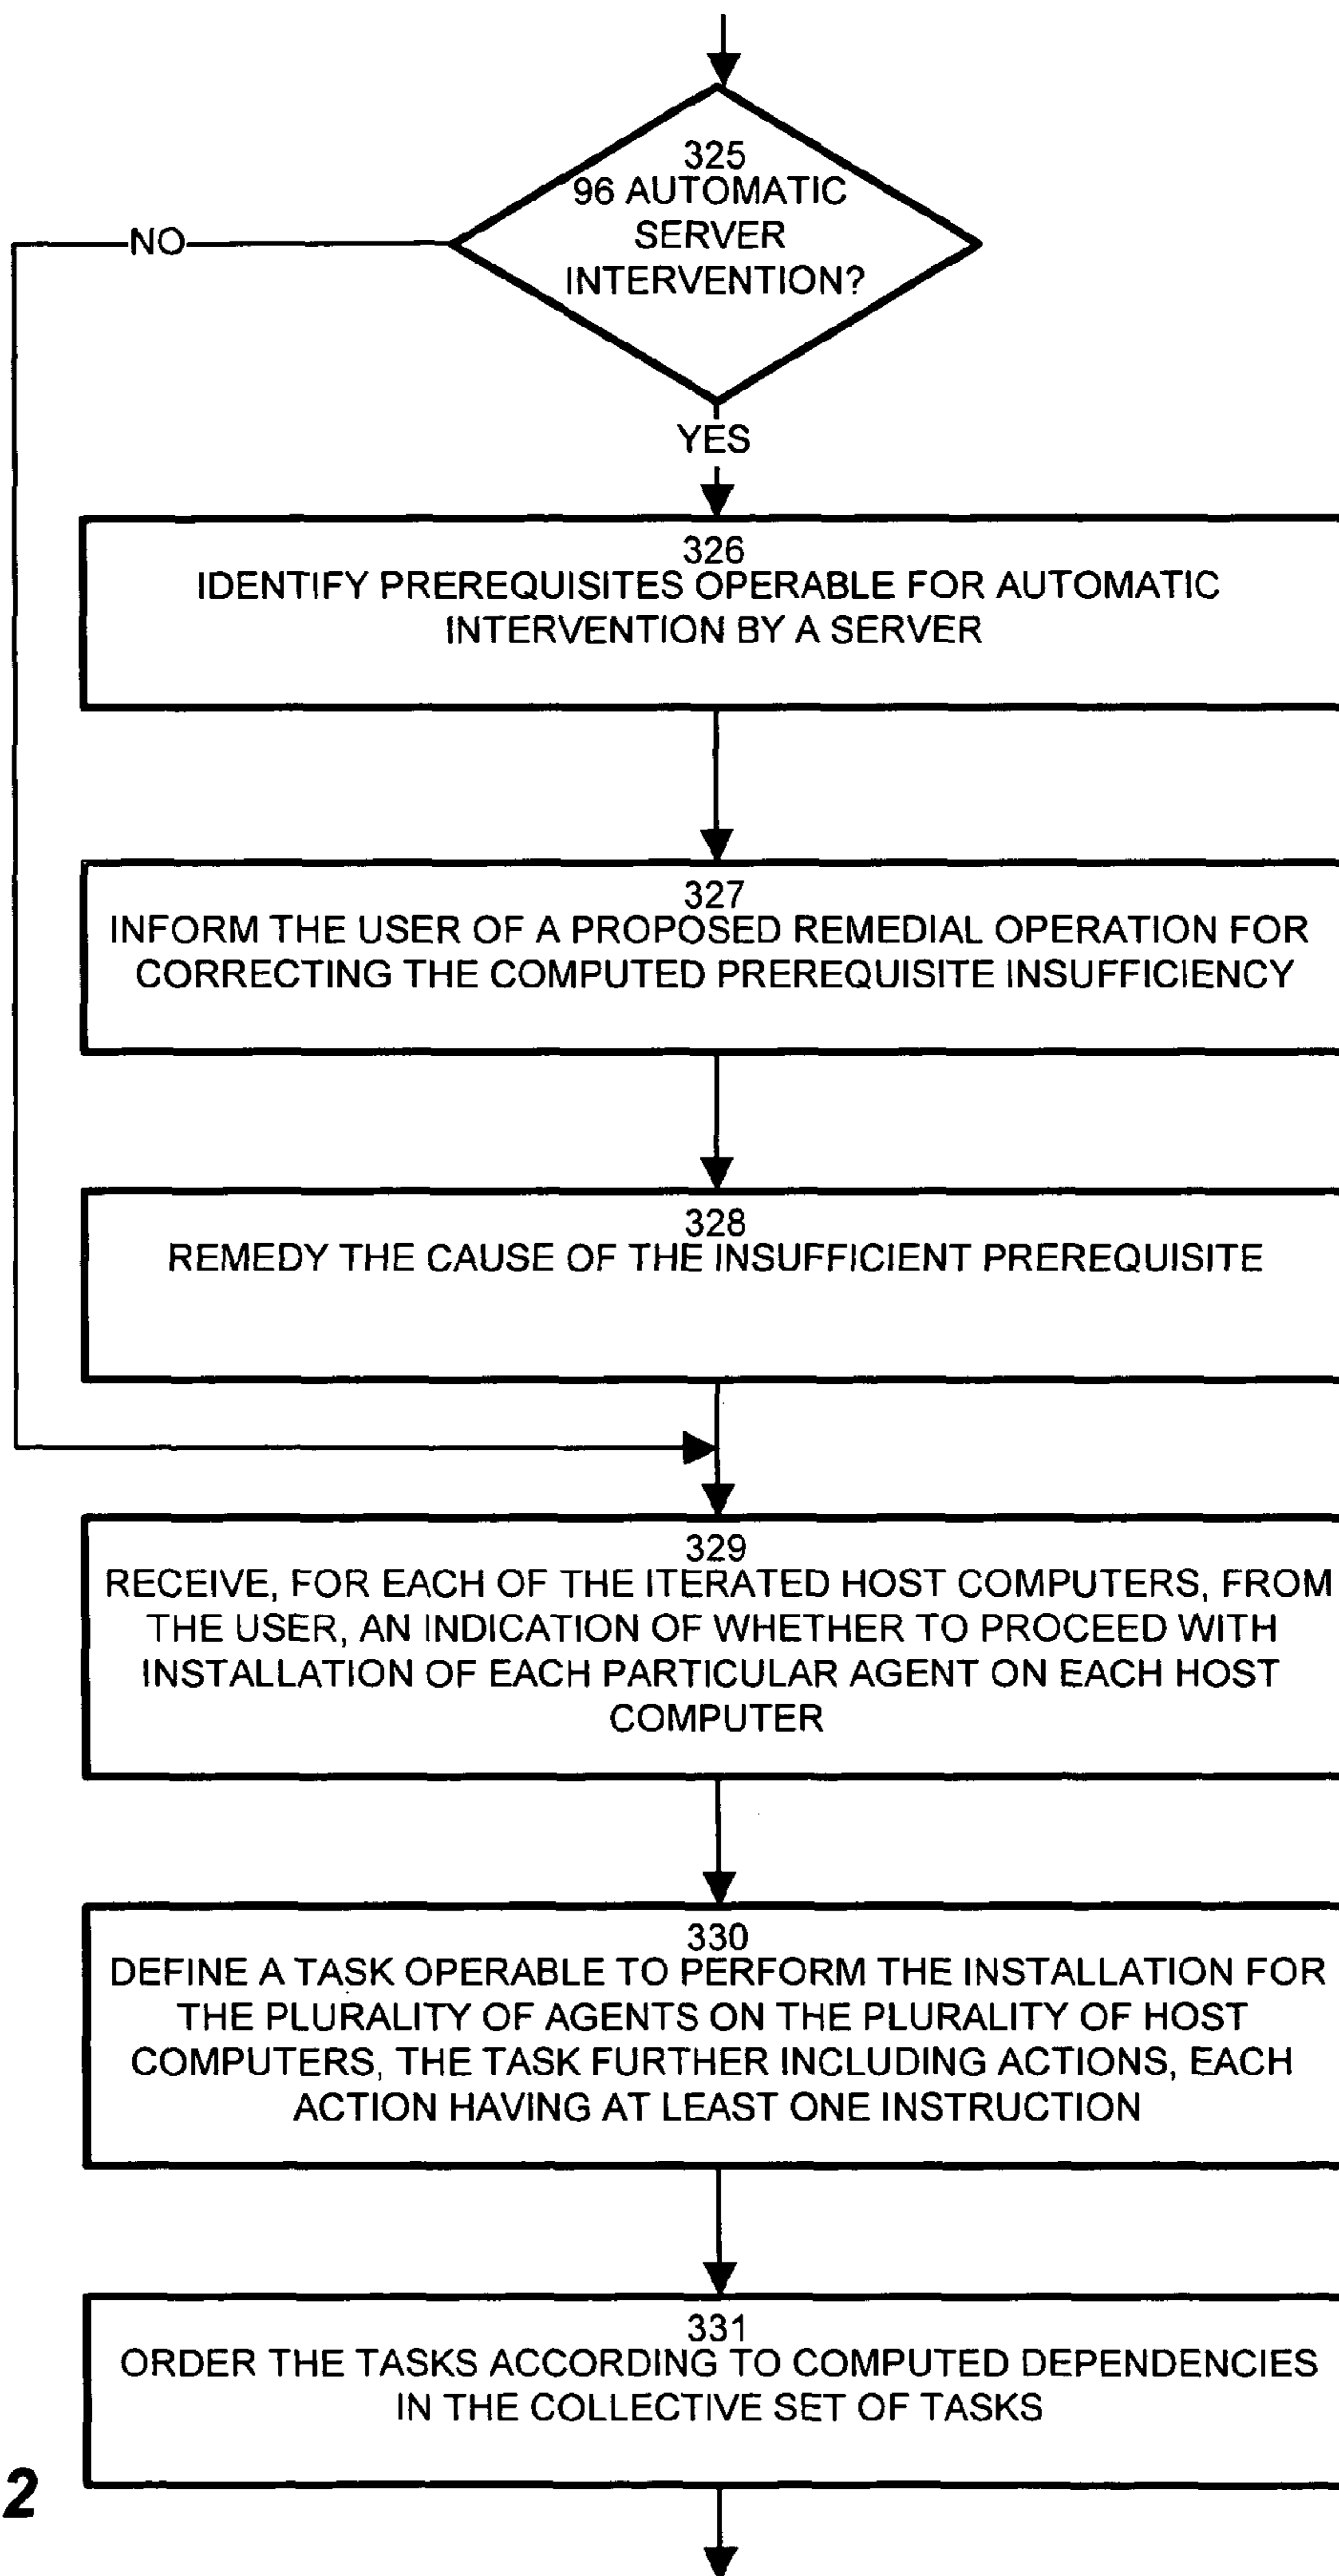 325
96 AUTOMATIC
SERVER
INTERVENTION?
NO
YES
326
IDENTIFY PREREQUISITES OPERABLE FOR AUTOMATIC
INTERVENTION BY A SERVER
327
INFORM THE USER OF A PROPOSED REMEDIAL OPERATION FOR
CORRECTING THE COMPUTED PREREQUISITE INSUFFICIENCY
328
REMEDY THE CAUSE OF THE INSUFFICIENT PREREQUISITE
329
RECEIVE, FOR EACH OF THE ITERATED HOST COMPUTERS, FROM
THE USER, AN INDICATION OF WHETHER TO PROCEED WITH
INSTALLATION OF EACH PARTICULAR AGENT ON EACH HOST
COMPUTER
330
DEFINE A TASK OPERABLE TO PERFORM THE INSTALLATION FOR
THE PLURALITY OF AGENTS ON THE PLURALITY OF HOST
COMPUTERS, THE TASK FURTHER INCLUDING ACTIONS, EACH
ACTION HAVING AT LEAST ONE INSTRUCTION
331
ORDER THE TASKS ACCORDING TO COMPUTED DEPENDENCIES
IN THE COLLECTIVE SET OF TASKS
2